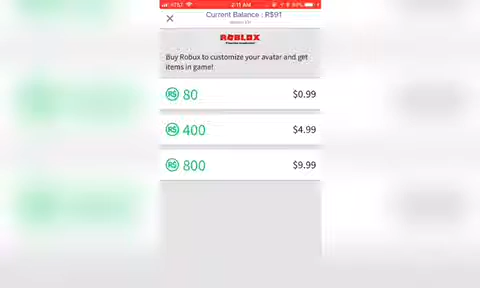 AT&T
2:11 AM
Current Balance : R$91
ROBLOX
Buy Robux to customize your avatar and get
items in game!
R$ 80 $0.99
R$ 400 $4.99
R$ 800 $9.99